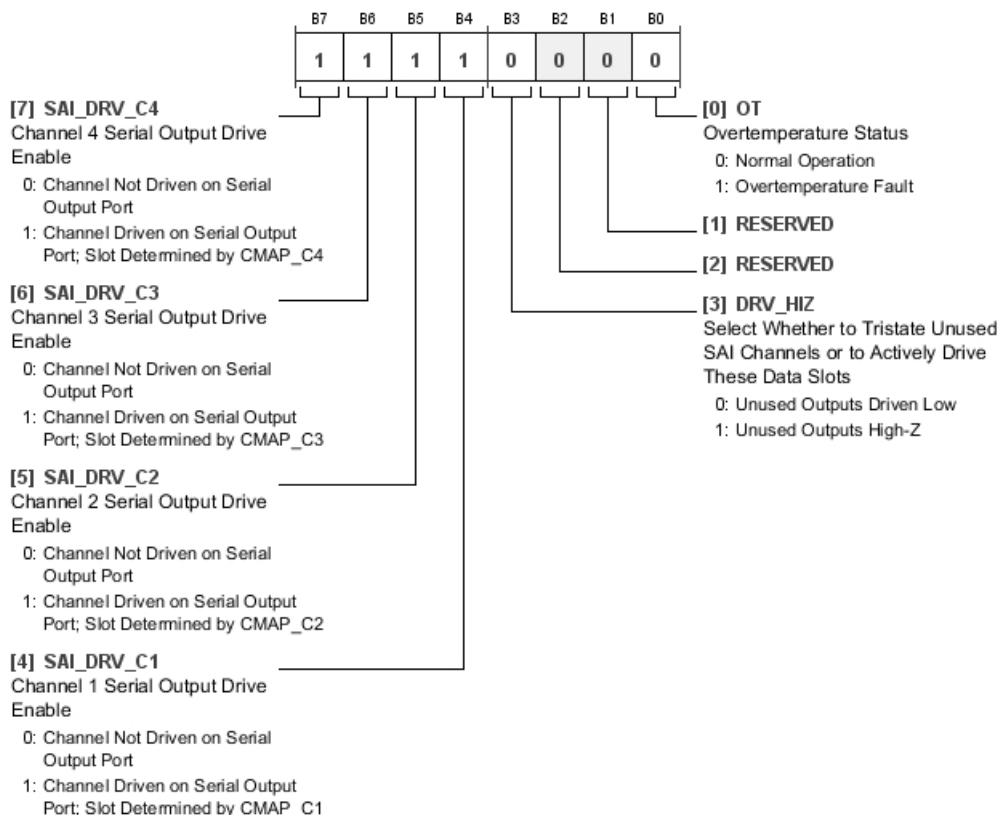 B7 B6 B5 B4 B3 B2 B1 B0
1 1 1 1 0 0 0 0
[7] SAI_DRV_C4
Channel 4 Serial Output Drive
Enable
0: Channel Not Driven on Serial
Output Port
1: Channel Driven on Serial Output
Port; Slot Determined by CMAP_C4
[6] SAI_DRV_C3
Channel 3 Serial Output Drive
Enable
0: Channel Not Driven on Serial
Output Port
1: Channel Driven on Serial Output
Port; Slot Determined by CMAP_C3
[5] SAI_DRV_C2
Channel 2 Serial Output Drive
Enable
0: Channel Not Driven on Serial
Output Port
1: Channel Driven on Serial Output
Port; Slot Determined by CMAP_C2
[4] SAI_DRV_C1
Channel 1 Serial Output Drive
Enable
0: Channel Not Driven on Serial
Output Port
1: Channel Driven on Serial Output
Port; Slot Determined by CMAP_C1
[0] OT
Overtemperature Status
0: Normal Operation
1: Overtemperature Fault
[1] RESERVED
[2] RESERVED
[3] DRV_HIZ
Select Whether to Tristate Unused
SAI Channels or to Actively Drive
These Data Slots
0: Unused Outputs Driven Low
1: Unused Outputs High-Z